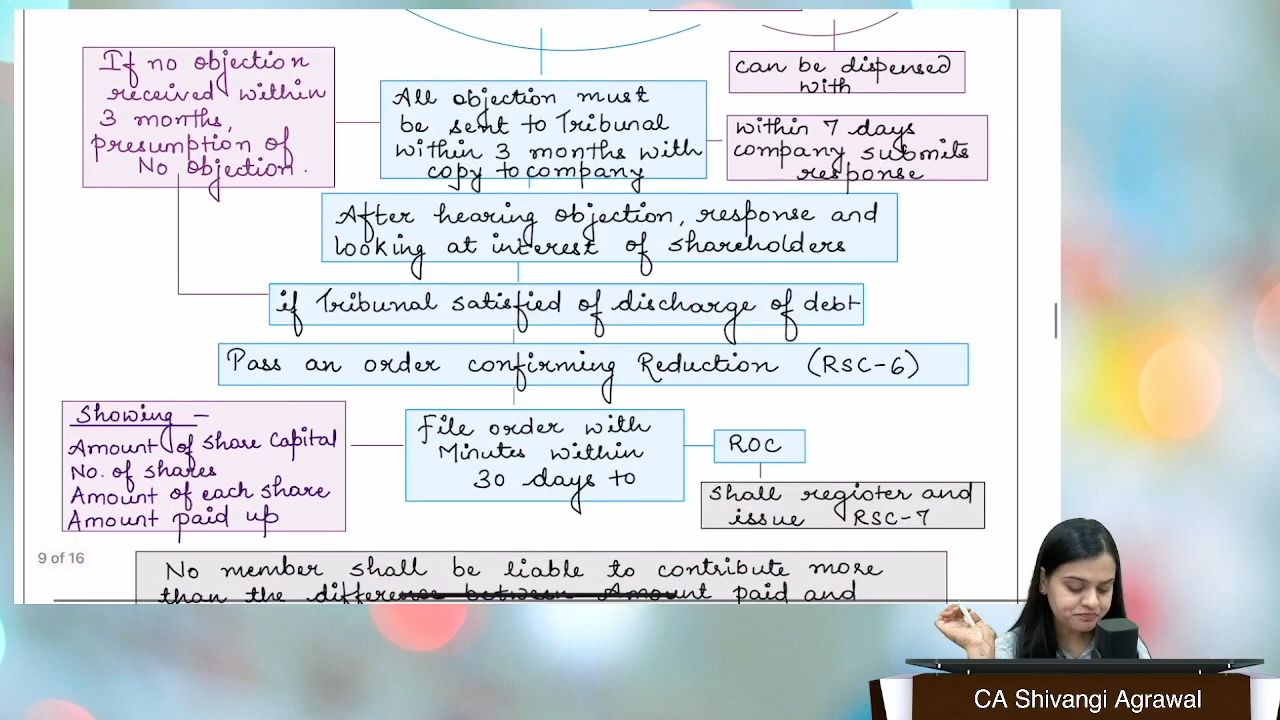 If no objection
received within
3 months,
presumption of
No objection.
All objection must
be sent to Tribunal
within 3 months with
copy to company
can be dispensed
with
within 7 days
company submits
response
After hearing objection, response and
looking at interest of shareholders
if Tribunal satisfied of discharge of debt
Pass an order confirming Reduction (RSC-6)
Showing -
Amount of share Capital
No. of shares
Amount of each share
Amount paid up
File order with
Minutes within
30 days to
ROC
shall register and
issue RSC-7
9 of 16
No member shall be liable to contribute more
than the difference between Amount paid and
CA Shivangi Agrawal